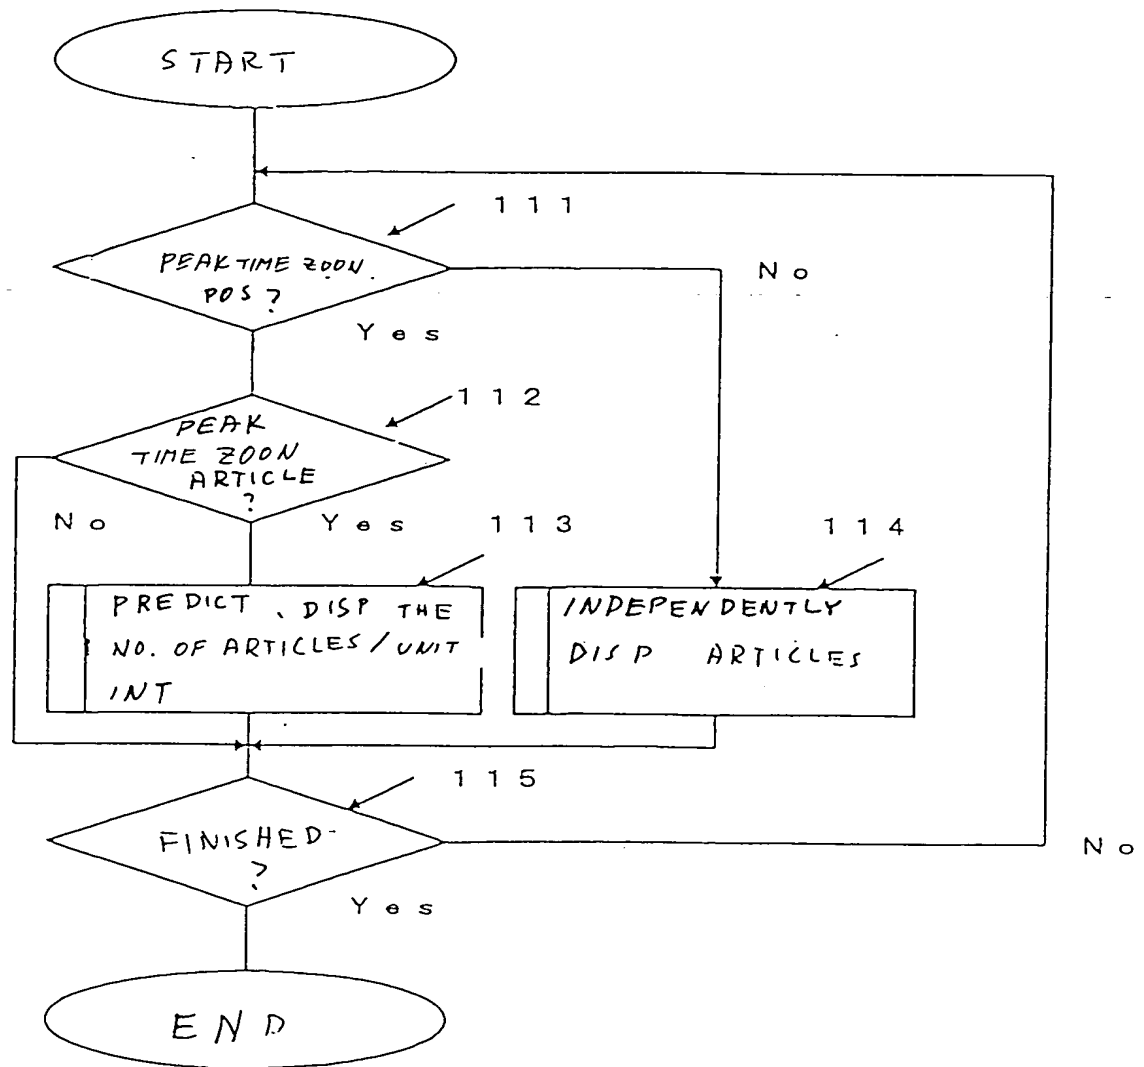 START
111
PEAK TIME ZOON
POS?
No
Yes
112
PEAK
TIME ZOON
ARTICLE
?
No
Yes
113
114
PREDICT, DISP THE
NO. OF ARTICLES/UNIT
INT
INDEPENDENTLY
DISP ARTICLES
115
FINISHED
?
No
Yes
END